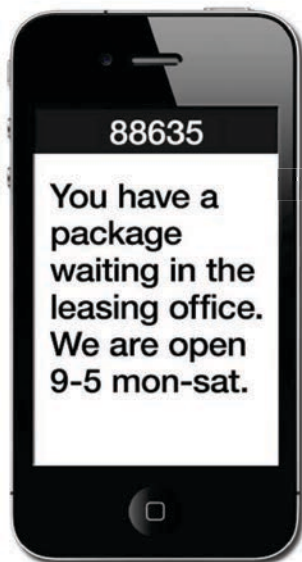 88635
You have a
package
waiting in the
leasing office.
We are open
9-5 mon-sat.